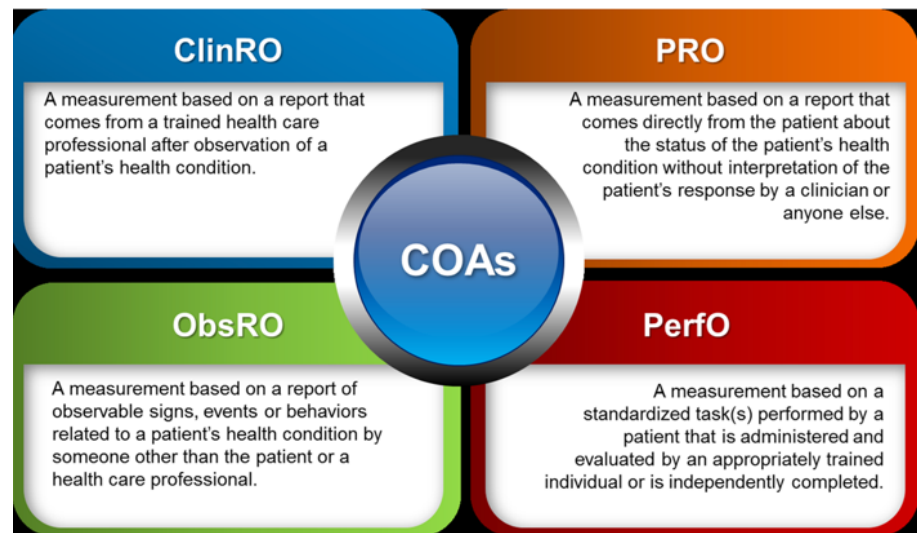 ClinRO
A measurement based on a report that
comes from a trained health care
professional after observation of a
patient's health condition.
PRO
A measurement based on a report that
comes directly from the patient about
the status of the patient's health
condition without interpretation of the
patient's response by a clinician or
anyone else.
COAs
ObsRO
A measurement based on a report of
observable signs, events or behaviors
related to a patient's health condition by
someone other than the patient or a
health care professional.
PerfO
A measurement based on a
standardized task(s) performed by a
patient that is administered and
evaluated by an appropriately trained
individual or is independently completed.